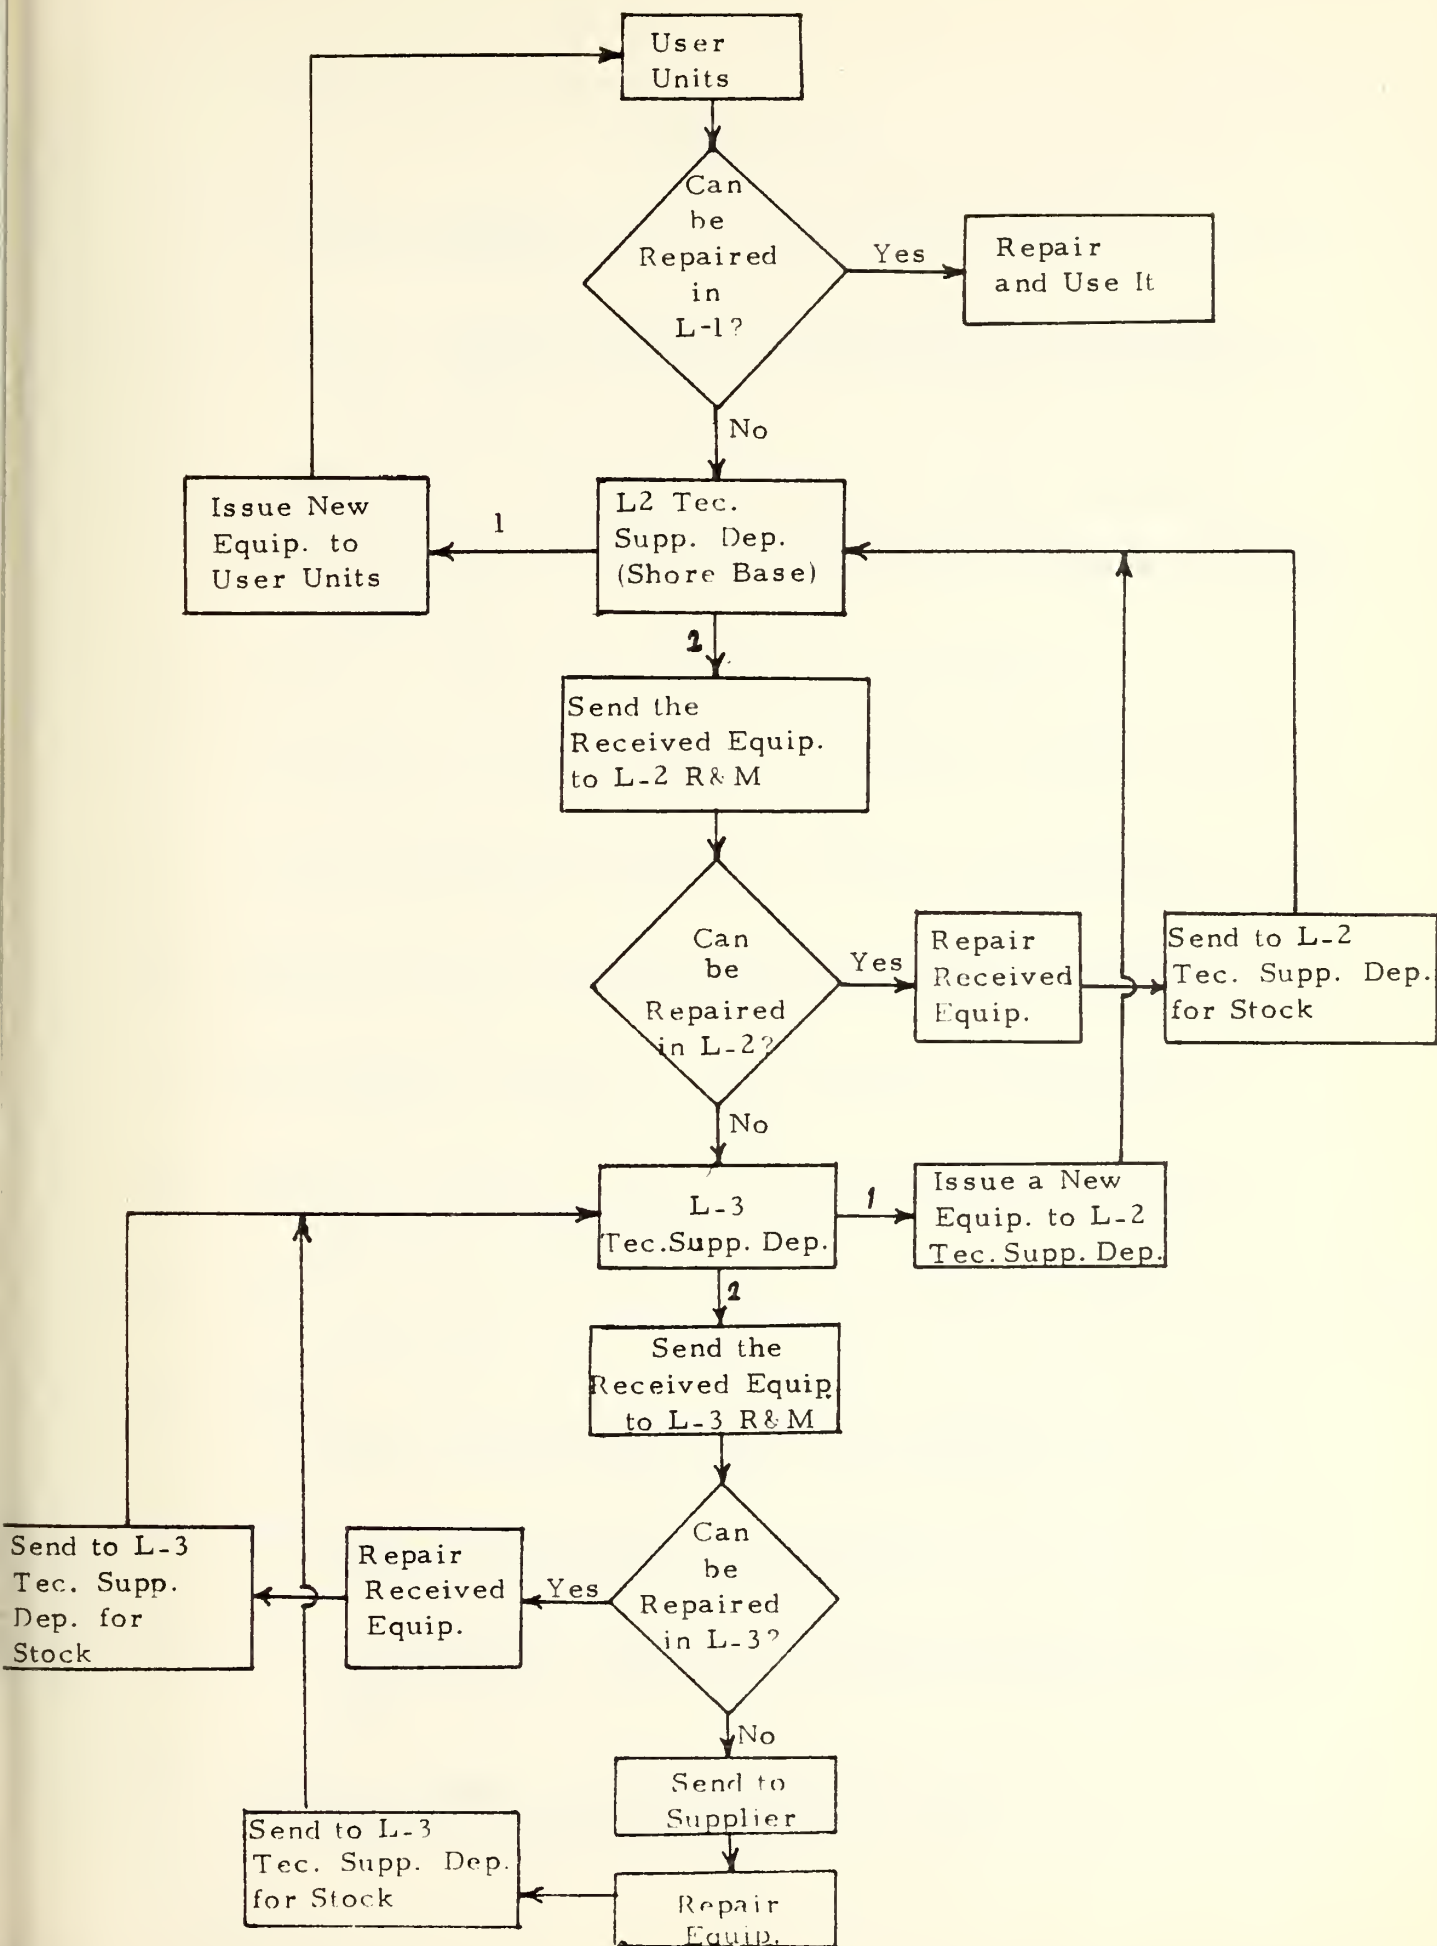 User
Units
Can
be
Repaired
in
L-1?
Yes
Repair
and Use It
No
Issue New
Equip. to
User Units
1
L2 Tec.
Supp. Dep.
(Shore Base)
2
Send the
Received Equip.
to L-2 R&M
Can
be
Repaired
in L-2?
Yes
Repair
Received
Equip.
Send to L-2
Tec. Supp. Dep.
for Stock
No
L-3
Tec. Supp. Dep.
1
Issue a New
Equip. to L-2
Tec. Supp. Dep.
2
Send the
Received Equip
to L-3 R&M
Can
be
Repaired
in L-3?
Yes
Repair
Received
Equip.
Send to L-3
Tec. Supp.
Dep. for
Stock
No
Send to
Supplier
Repair
Equip.
Send to L-3
Tec. Supp. Dep.
for Stock